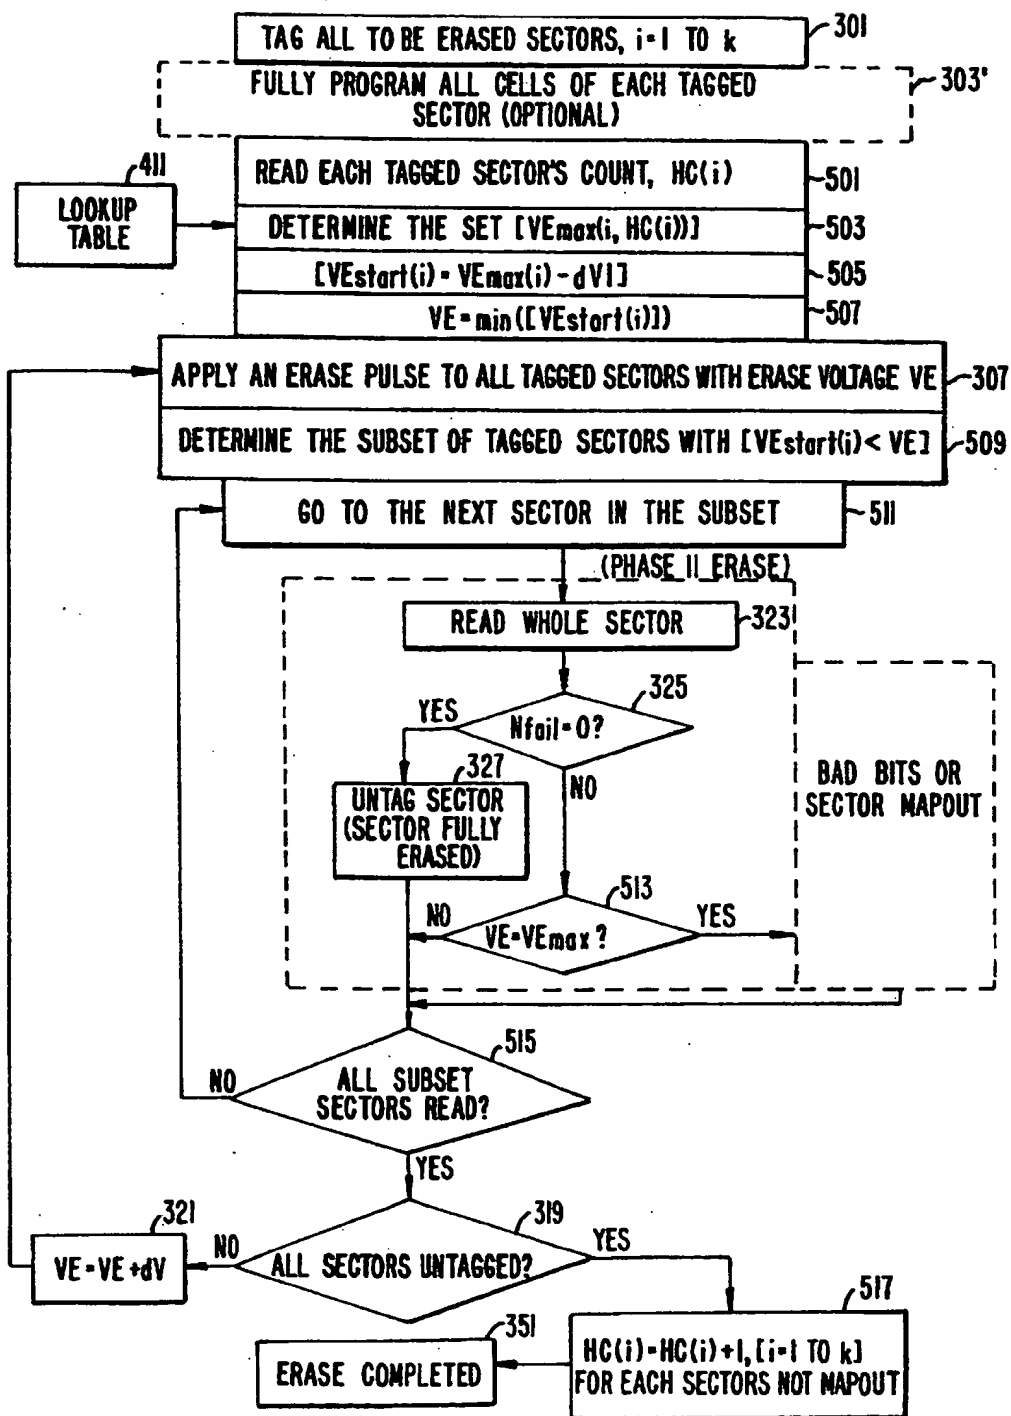 TAG ALL TO BE ERASED SECTORS, i=1 TO k
301
FULLY PROGRAM ALL CELLS OF EACH TAGGED
SECTOR (OPTIONAL)
303'
READ EACH TAGGED SECTOR'S COUNT, HC(i)
501
411
LOOKUP
TABLE
DETERMINE THE SET [VEmax(i, HC(i))]
503
[VEstart(i)=VEmax(i)-dV1]
505
VE=min([VEstart(i)])
507
APPLY AN ERASE PULSE TO ALL TAGGED SECTORS WITH ERASE VOLTAGE VE
307
DETERMINE THE SUBSET OF TAGGED SECTORS WITH [VEstart(i)< VE]
509
GO TO THE NEXT SECTOR IN THE SUBSET
511
(PHASE II ERASE)
READ WHOLE SECTOR
323
325
YES
Nfail=0?
NO
327
UNTAG SECTOR
(SECTOR FULLY
ERASED)
BAD BITS OR
SECTOR MAPOUT
513
NO
VE=VEmax?
YES
515
NO
ALL SUBSET
SECTORS READ?
YES
321
VE=VE+dV
NO
319
ALL SECTORS UNTAGGED?
YES
517
HC(i)=HC(i)+1,[i=1 TO k]
FOR EACH SECTORS NOT MAPOUT
351
ERASE COMPLETED